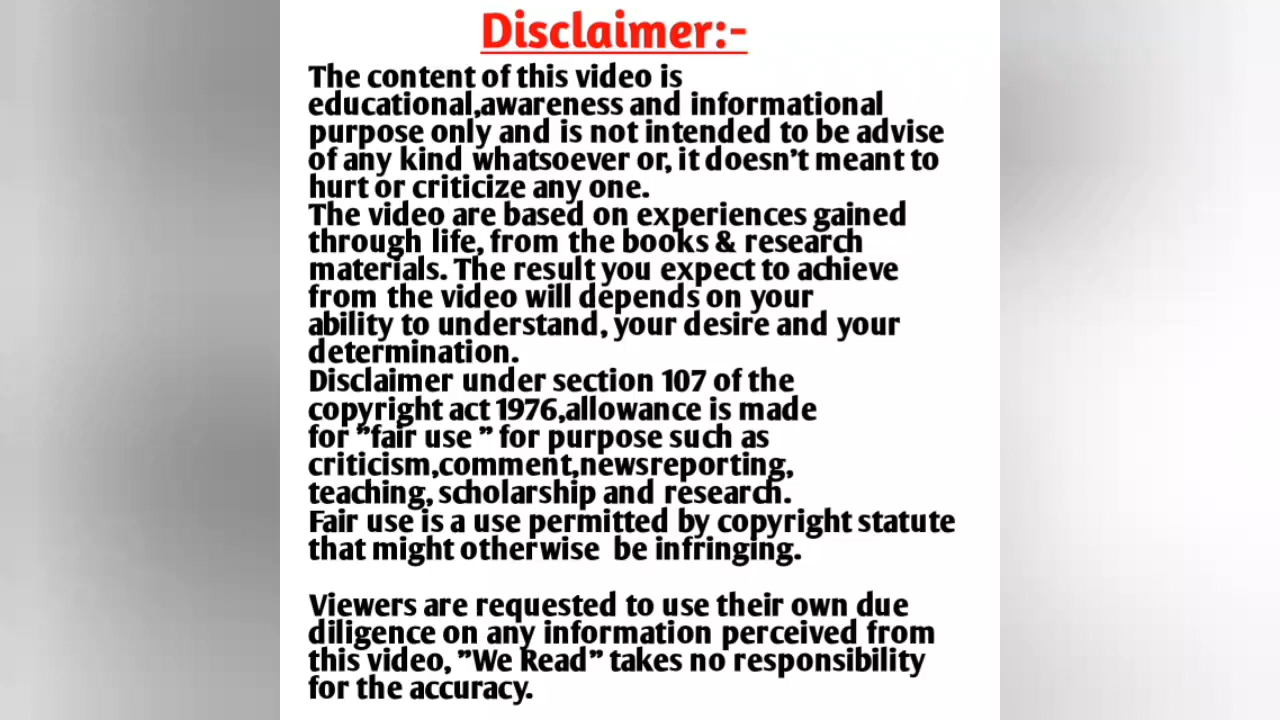 Disclaimer:-
The content of this video is
educational,awareness and informational
purpose only and is not intended to be advise
of any kind whatsoever or, it doesn't meant to
hurt or criticize any one.
The video are based on experiences gained
through life, from the books & research
materials. The result you expect to achieve
from the video will depends on your
ability to understand, your desire and your
determination.
Disclaimer under section 107 of the
copyright act 1976,allowance is made
for ”fair use ” for purpose such as
criticism,comment,newsreporting,
teaching, scholarship and research.
Fair use is a use permitted by copyright statute
that might otherwise be infringing.
Viewers are requested to use their own due
diligence on any information perceived from
this video, ”We Read” takes no responsibility
for the accuracy.